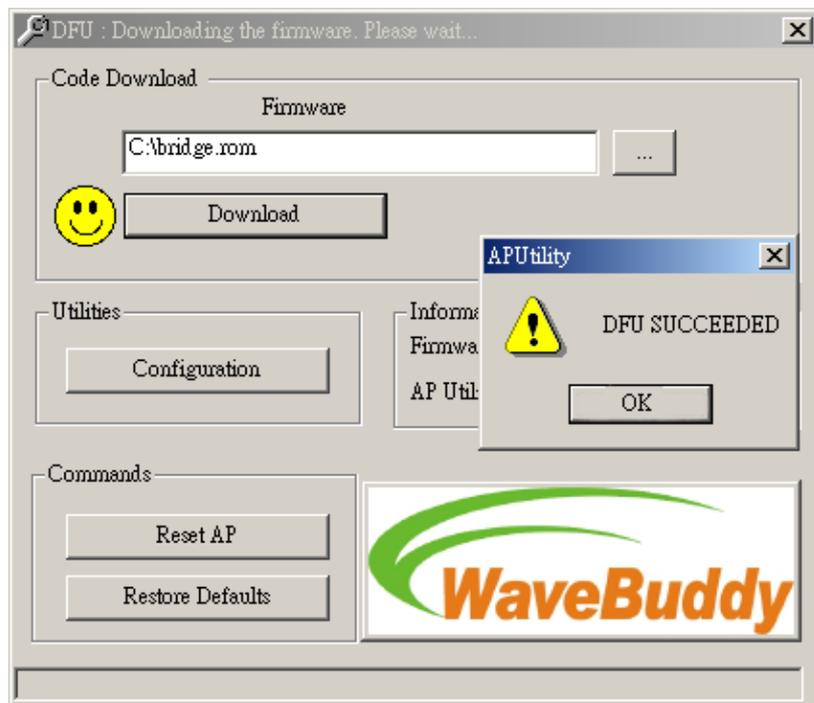 DFU : Downloading the firmware. Please wait...
Code Download
Firmware
C:\bridge.rom
...
Download
APUtility
DFU SUCCEEDED
OK
Utilities
Configuration
Informa
Firmwa
AP Util
Commands
Reset AP
Restore Defaults
WaveBuddy